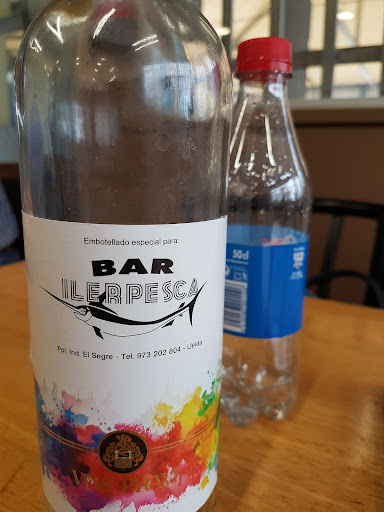 Embotellado especial para:
BAR
ILERPESCA
Pol. Ind. El Segre - Tel. 973 202 804 - Lleida
50cl